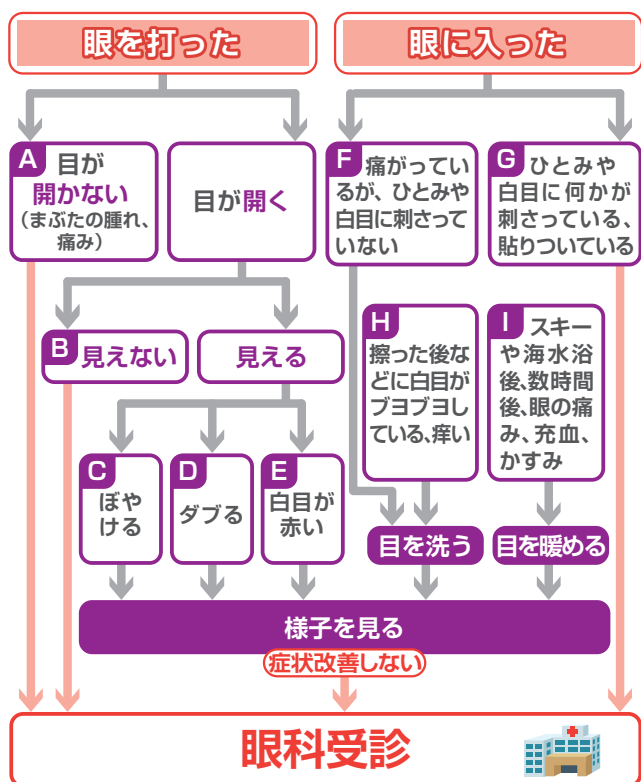 眼を打った
眼に入った
A 目が
開かない
（まぶたの腫れ、
痛み）
目が開く
F 痛がってい
るが、ひとみや
白目に刺さって
いない
G ひとみや
白目に何かが
刺さっている、
貼りついている
B 見えない
見える
H
擦った後な
どに白目が
ブヨブヨし
ている、痒い
I スキー
や海水浴
後、数時間
後、眼の痛
み、充血、
かすみ
C
ぼや
ける
D
ダブる
E
白目が
赤い
目を洗う
目を暖める
様子を見る
症状改善しない
眼科受診